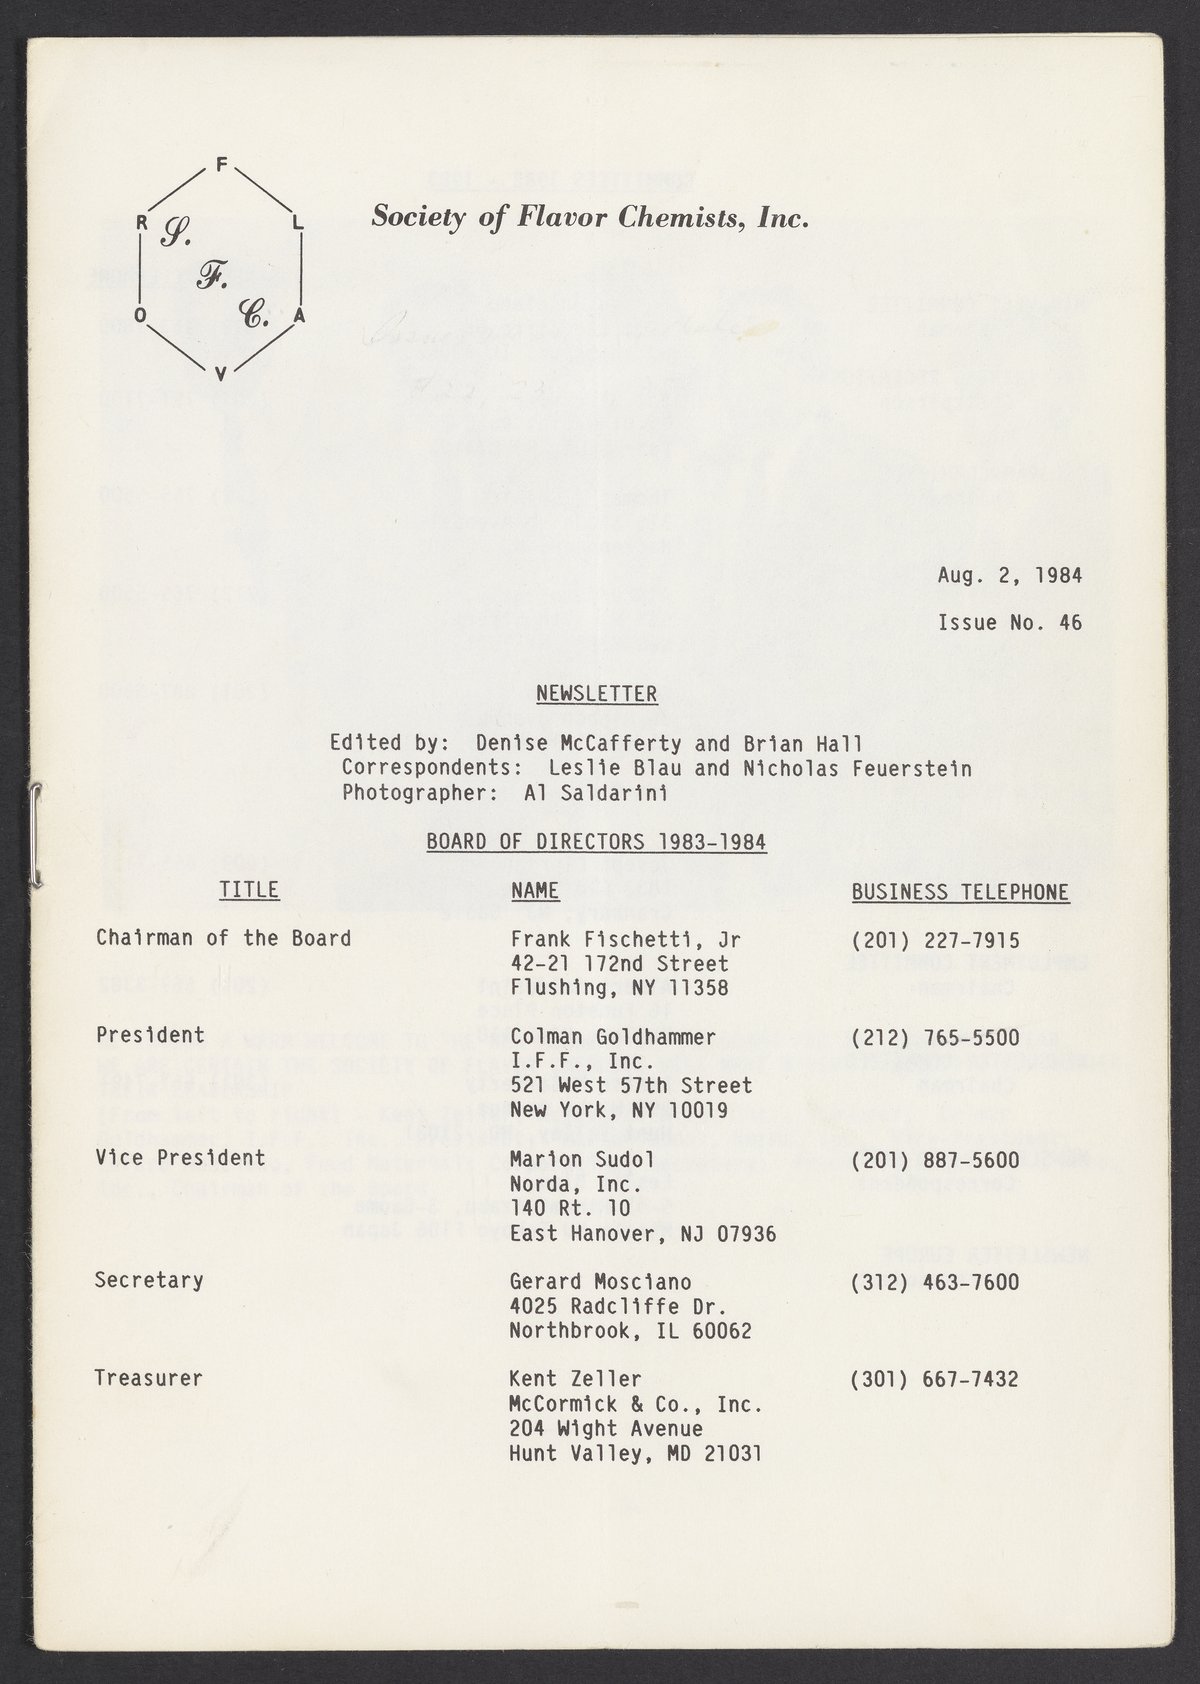 F
R L
S.
F.
C.
O A
V
Society of Flavor Chemists, Inc.
Aug. 2, 1984
Issue No. 46
NEWSLETTER
Edited by: Denise McCafferty and Brian Hall
Correspondents: Leslie Blau and Nicholas Feuerstein
Photographer: Al Saldarini
BOARD OF DIRECTORS 1983-1984
TITLE NAME BUSINESS TELEPHONE
Chairman of the Board Frank Fischetti, Jr (201) 227-7915
42-21 172nd Street
Flushing, NY 11358
President Colman Goldhammer (212) 765-5500
I.F.F., Inc.
521 West 57th Street
New York, NY 10019
Vice President Marion Sudol (201) 887-5600
Norda, Inc.
140 Rt. 10
East Hanover, NJ 07936
Secretary Gerard Mosciano (312) 463-7600
4025 Radcliffe Dr.
Northbrook, IL 60062
Treasurer Kent Zeller (301) 667-7432
McCormick & Co., Inc.
204 Wight Avenue
Hunt Valley, MD 21031